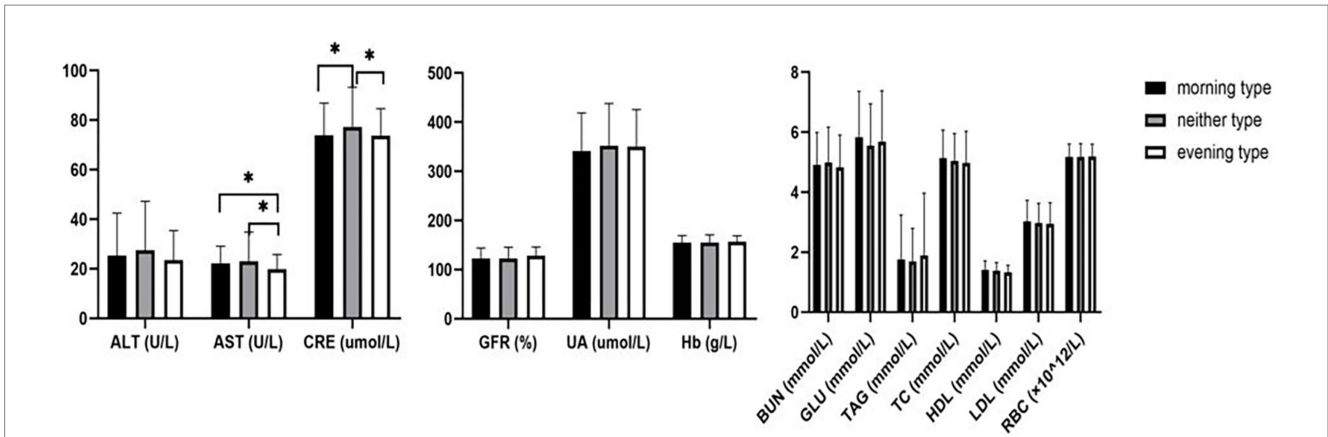 100
80
60
40
20
0
*
*
*
*
ALT (U/L)
AST (U/L)
CRE (umol/L)
500
400
300
200
100
0
GFR (%)
UA (umol/L)
Hb (g/L)
8
6
4
2
0
BUN (mmol/L)
GLU (mmol/L)
TAG (mmol/L)
TC (mmol/L)
HDL (mmol/L)
LDL (mmol/L)
RBC (×10^12/L)
morning type
neither type
evening type